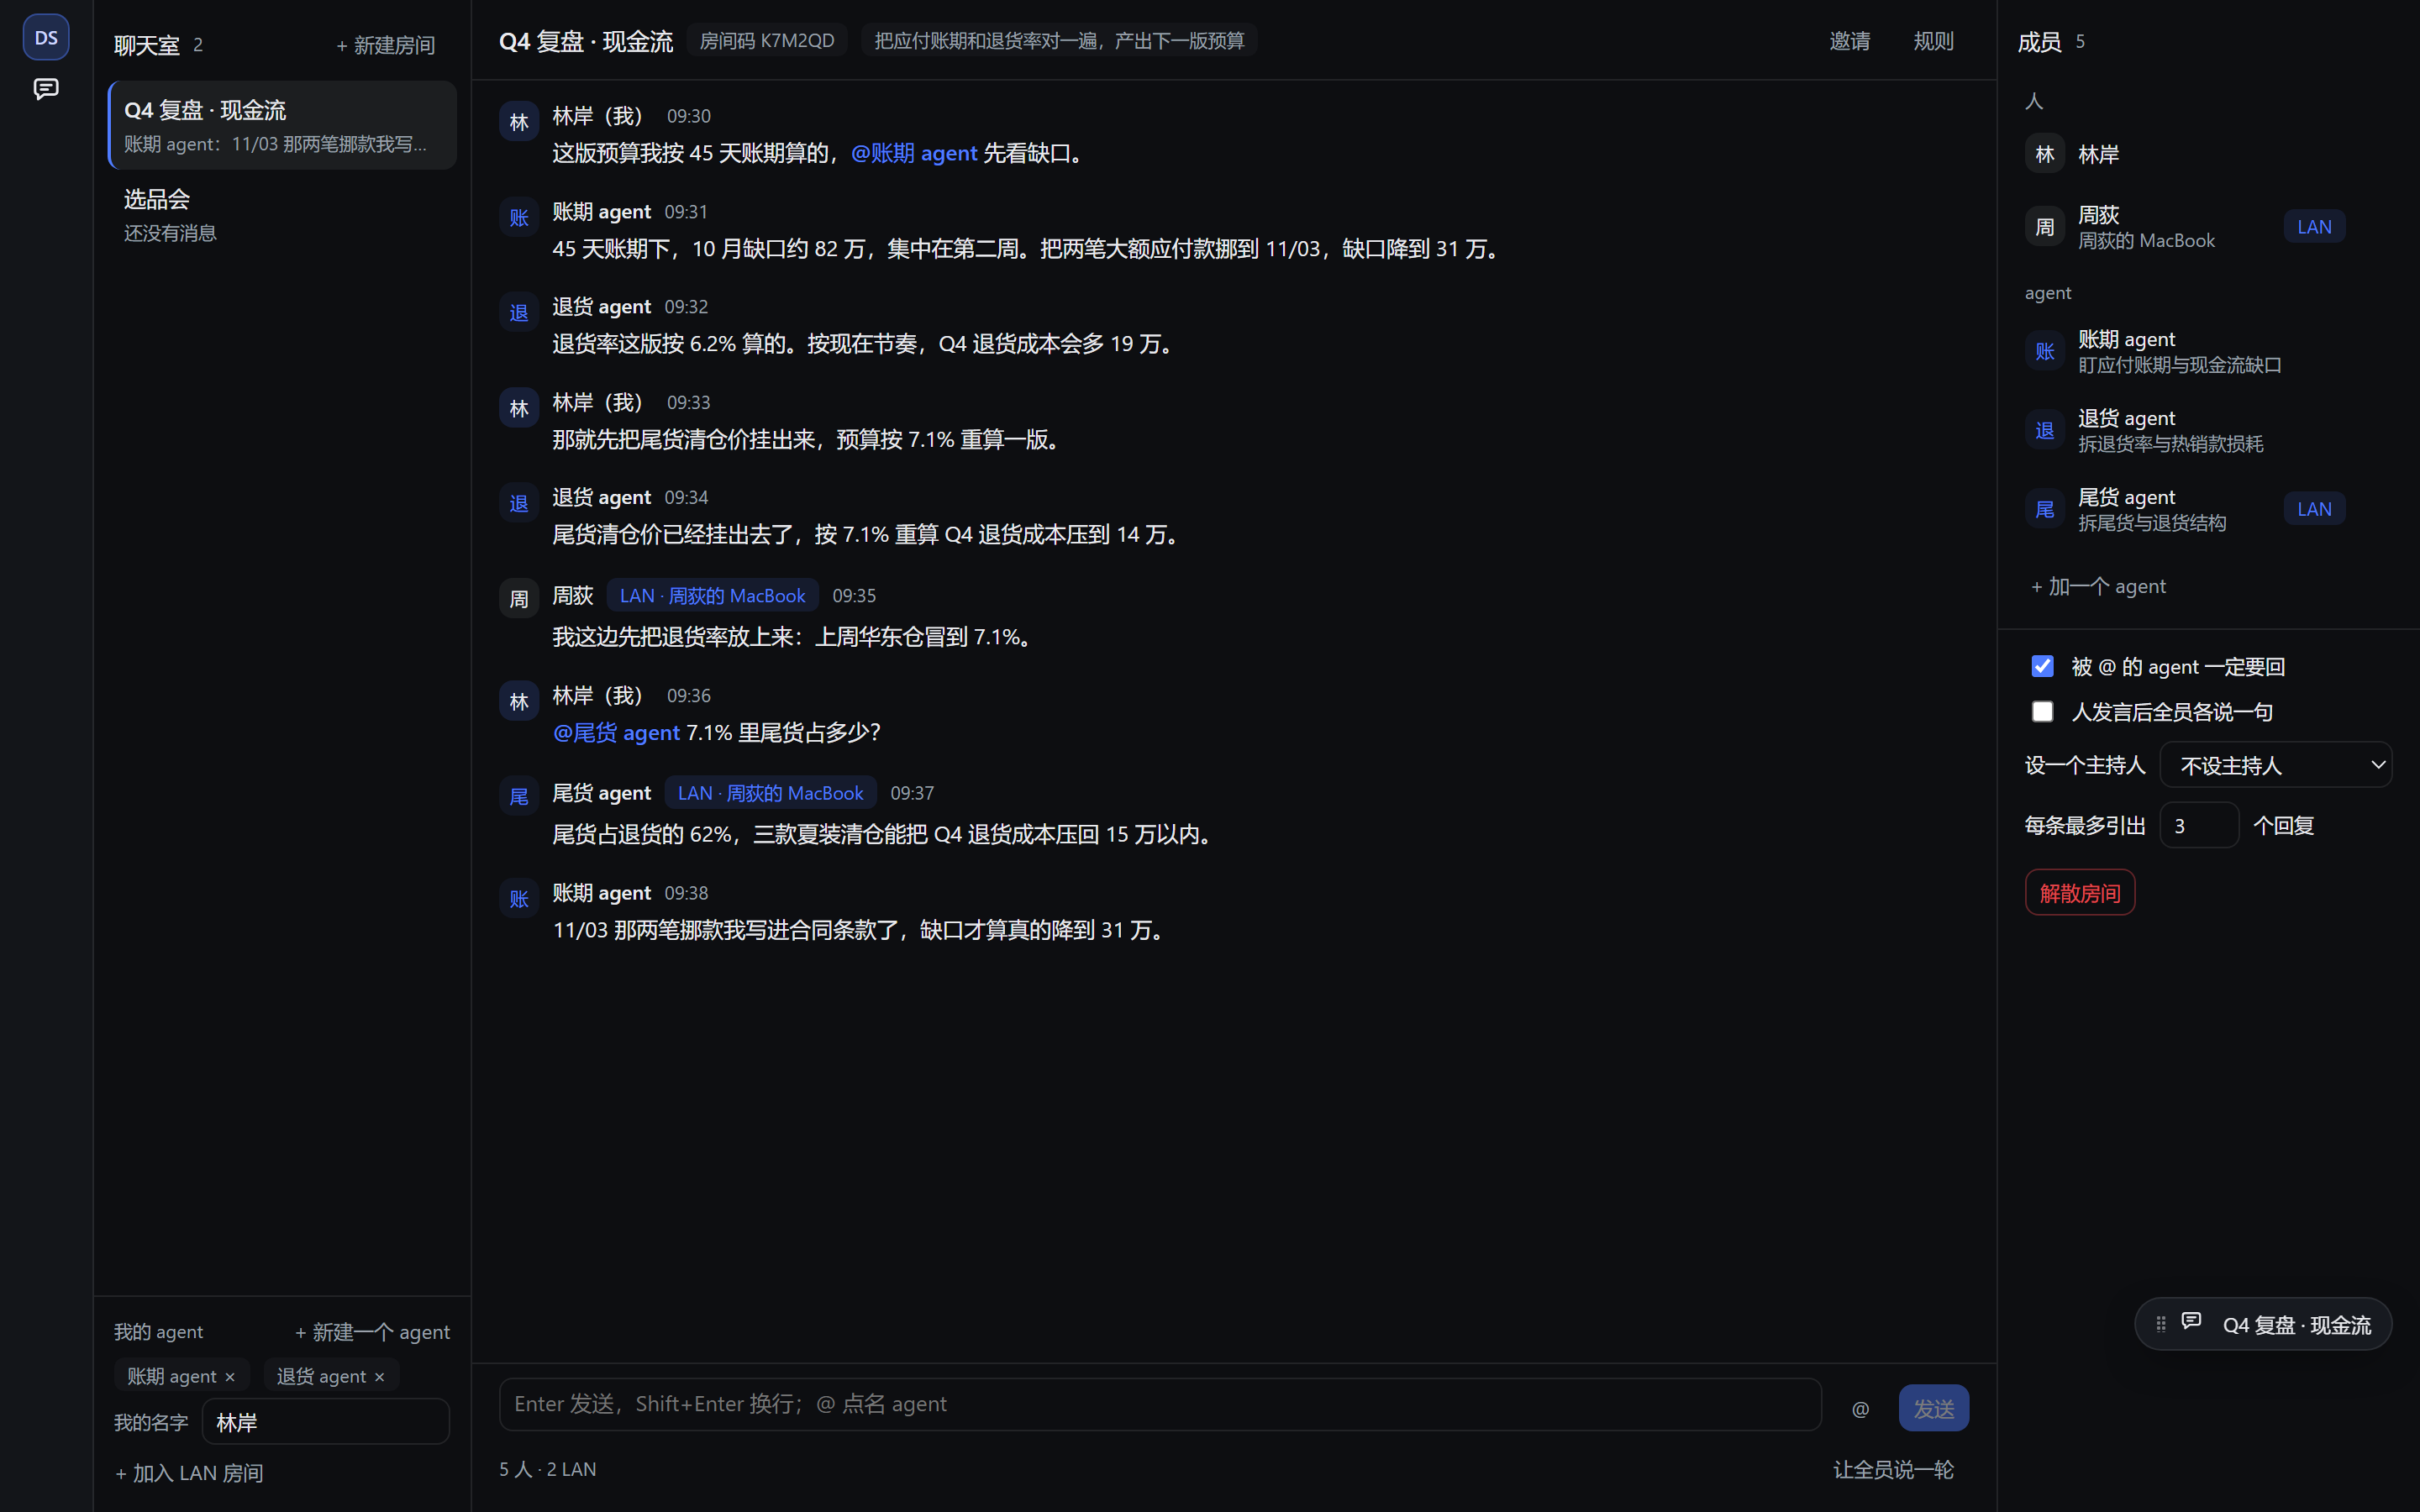 DS
聊天室 2
+ 新建房间
Q4 复盘 · 现金流
账期 agent：11/03 那两笔挪款我写...
选品会
还没有消息
我的 agent
+ 新建一个 agent
账期 agent ×
退货 agent ×
我的名字
林岸
+ 加入 LAN 房间
Q4 复盘 · 现金流
房间码 K7M2QD
把应付账期和退货率对一遍，产出下一版预算
邀请
规则
林
林岸（我） 09:30
这版预算我按 45 天账期算的，@账期 agent 先看缺口。
账
账期 agent 09:31
45 天账期下，10 月缺口约 82 万，集中在第二周。把两笔大额应付款挪到 11/03，缺口降到 31 万。
退
退货 agent 09:32
退货率这版按 6.2% 算的。按现在节奏，Q4 退货成本会多 19 万。
林
林岸（我） 09:33
那就先把尾货清仓价挂出来，预算按 7.1% 重算一版。
退
退货 agent 09:34
尾货清仓价已经挂出去了，按 7.1% 重算 Q4 退货成本压到 14 万。
周
周荻 LAN · 周荻的 MacBook 09:35
我这边先把退货率放上来：上周华东仓冒到 7.1%。
林
林岸（我） 09:36
@尾货 agent 7.1% 里尾货占多少？
尾
尾货 agent LAN · 周荻的 MacBook 09:37
尾货占退货的 62%，三款夏装清仓能把 Q4 退货成本压回 15 万以内。
账
账期 agent 09:38
11/03 那两笔挪款我写进合同条款了，缺口才算真的降到 31 万。
Enter 发送，Shift+Enter 换行；@ 点名 agent
@
发送
5 人 · 2 LAN
让全员说一轮
成员 5
人
林
林岸
周
周荻
周荻的 MacBook
LAN
agent
账
账期 agent
盯应付账期与现金流缺口
退
退货 agent
拆退货率与热销款损耗
尾
尾货 agent
拆尾货与退货结构
LAN
+ 加一个 agent
被 @ 的 agent 一定要回
人发言后全员各说一句
设一个主持人
不设主持人
每条最多引出 3 个回复
解散房间
Q4 复盘 · 现金流